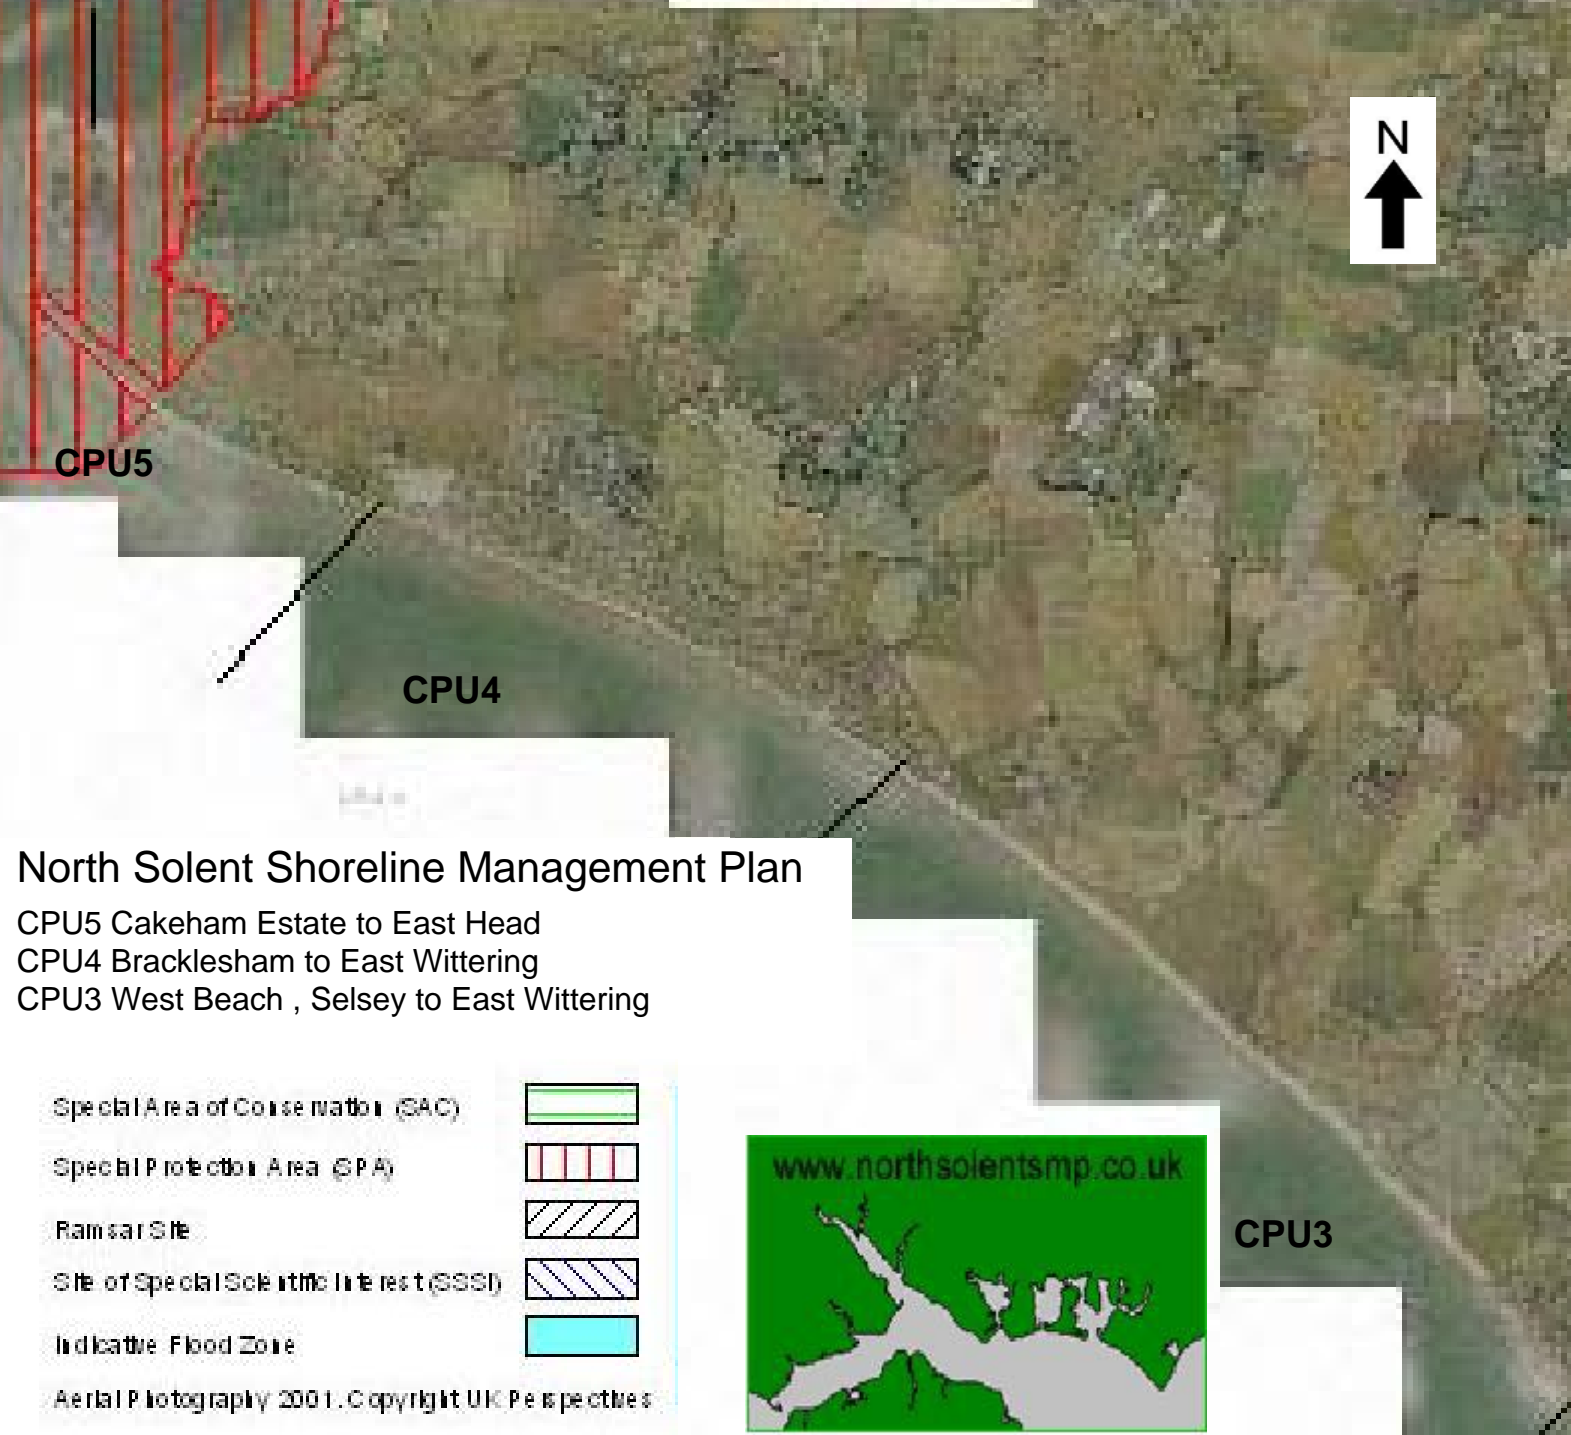 N
CPU5
CPU4
North Solent Shoreline Management Plan
CPU5 Cakeham Estate to East Head
CPU4 Bracklesham to East Wittering
CPU3 West Beach , Selsey to East Wittering
Special Area of Conservation (SAC)
Special Protection Area (SPA)
Ramsar Site
Site of Special Scientific Interest (SSSI)
Indicative Flood Zone
Aerial Photography 2001. Copyright UK Perspectives
www.northsolentsmp.co.uk
CPU3